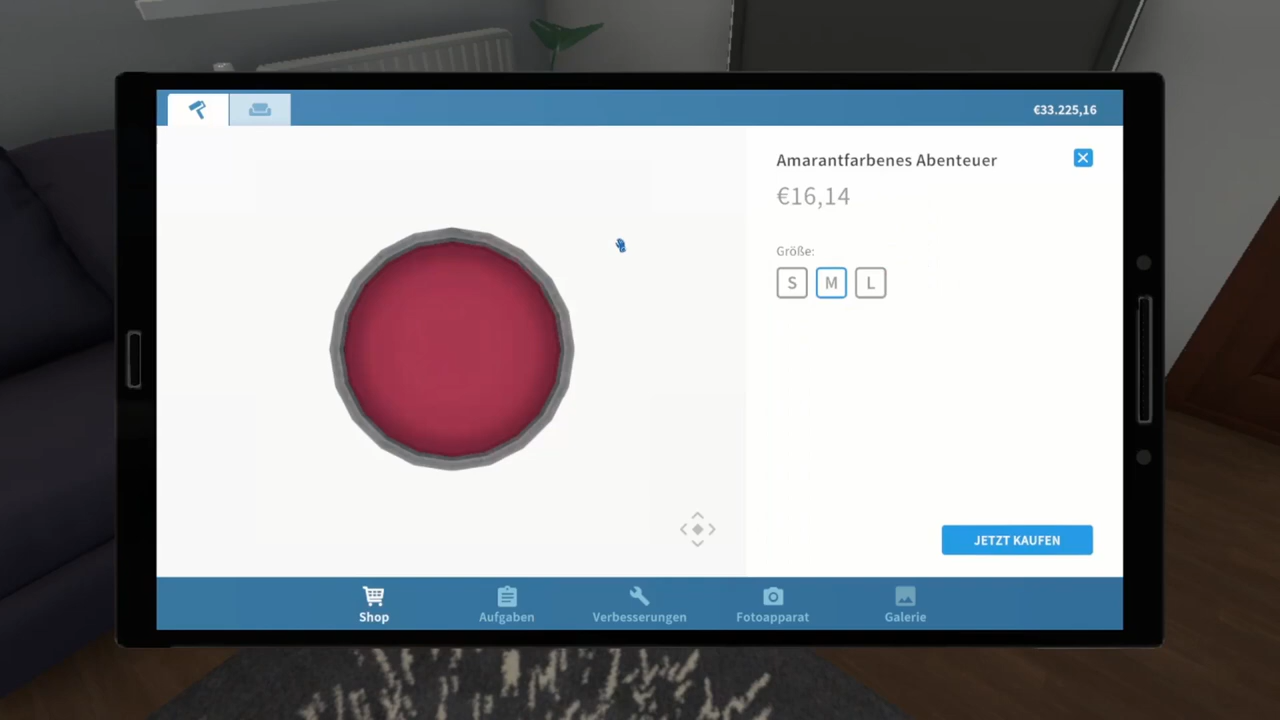 €33.225,16
Amarantfarbenes Abenteuer
€16,14
Größe:
S M L
JETZT KAUFEN
Shop Aufgaben Verbesserungen Fotoapparat Galerie